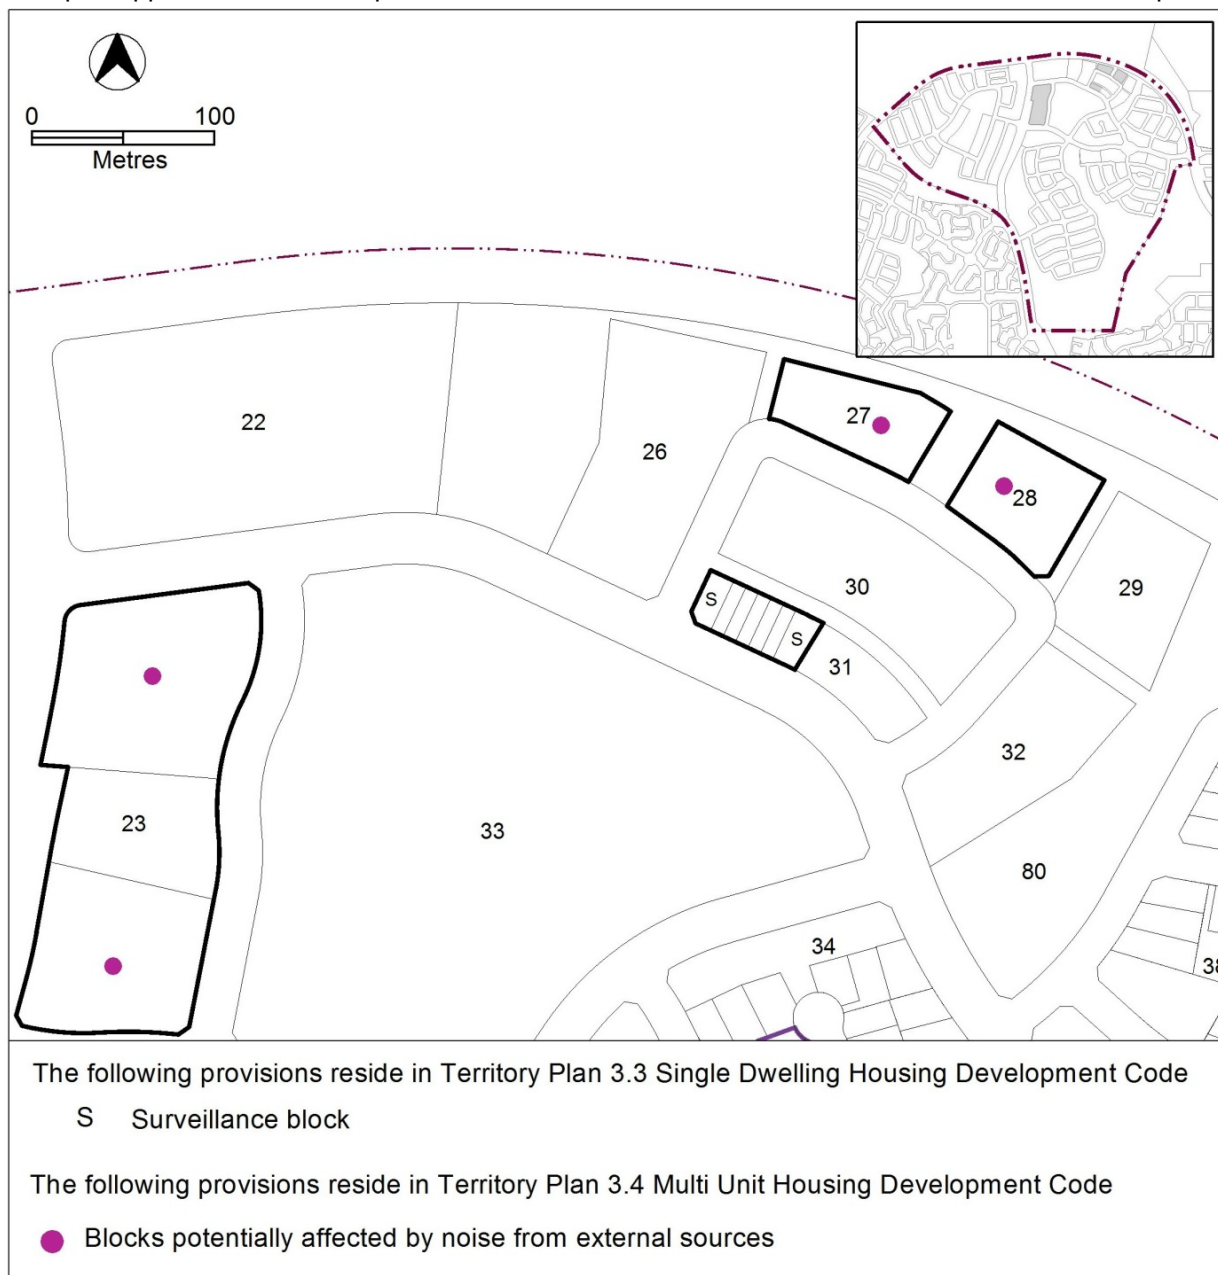 0 100
Metres
22
26
27
28
29
30
S
S
31
32
23
33
80
34
The following provisions reside in Territory Plan 3.3 Single Dwelling Housing Development Code
S Surveillance block
The following provisions reside in Territory Plan 3.4 Multi Unit Housing Development Code
Blocks potentially affected by noise from external sources